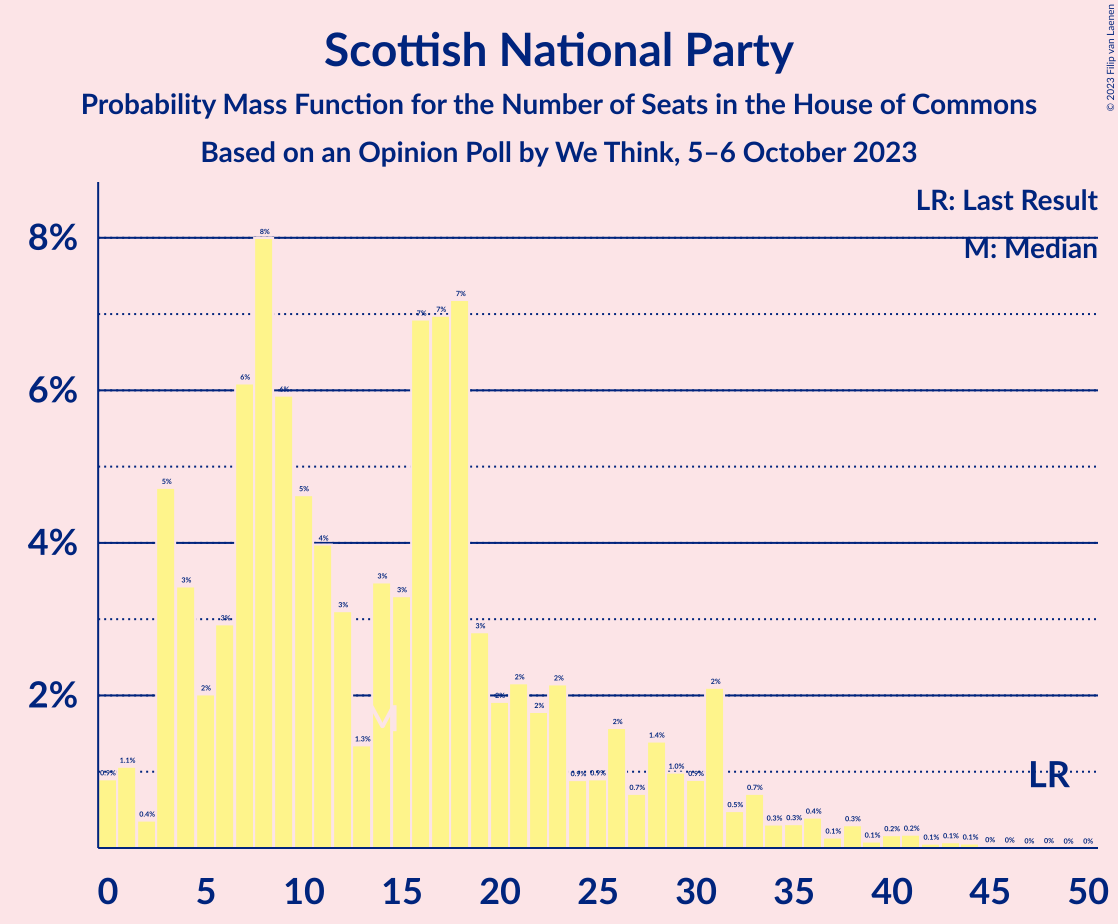 Scottish National Party
Probability Mass Function for the Number of Seats in the House of Commons
Based on an Opinion Poll by We Think, 5–6 October 2023
© 2023 Filip van Laenen
LR: Last Result
M: Median
8%
6%
4%
2%
0.9% 1.1% 0.4% 5% 3% 2% 3% 6% 8% 6% 5% 4% 3% 1.3% 3% 3% 7% 7% 7% 3% 2% 2% 2% 2% 0.9% 0.9% 2% 0.7% 1.4% 1.0% 0.9% 2% 0.5% 0.7% 0.3% 0.3% 0.4% 0.1% 0.3% 0.1% 0.2% 0.2% 0.1% 0.1% 0.1% 0% 0% 0% 0% 0% 0%
M
LR
0 5 10 15 20 25 30 35 40 45 50